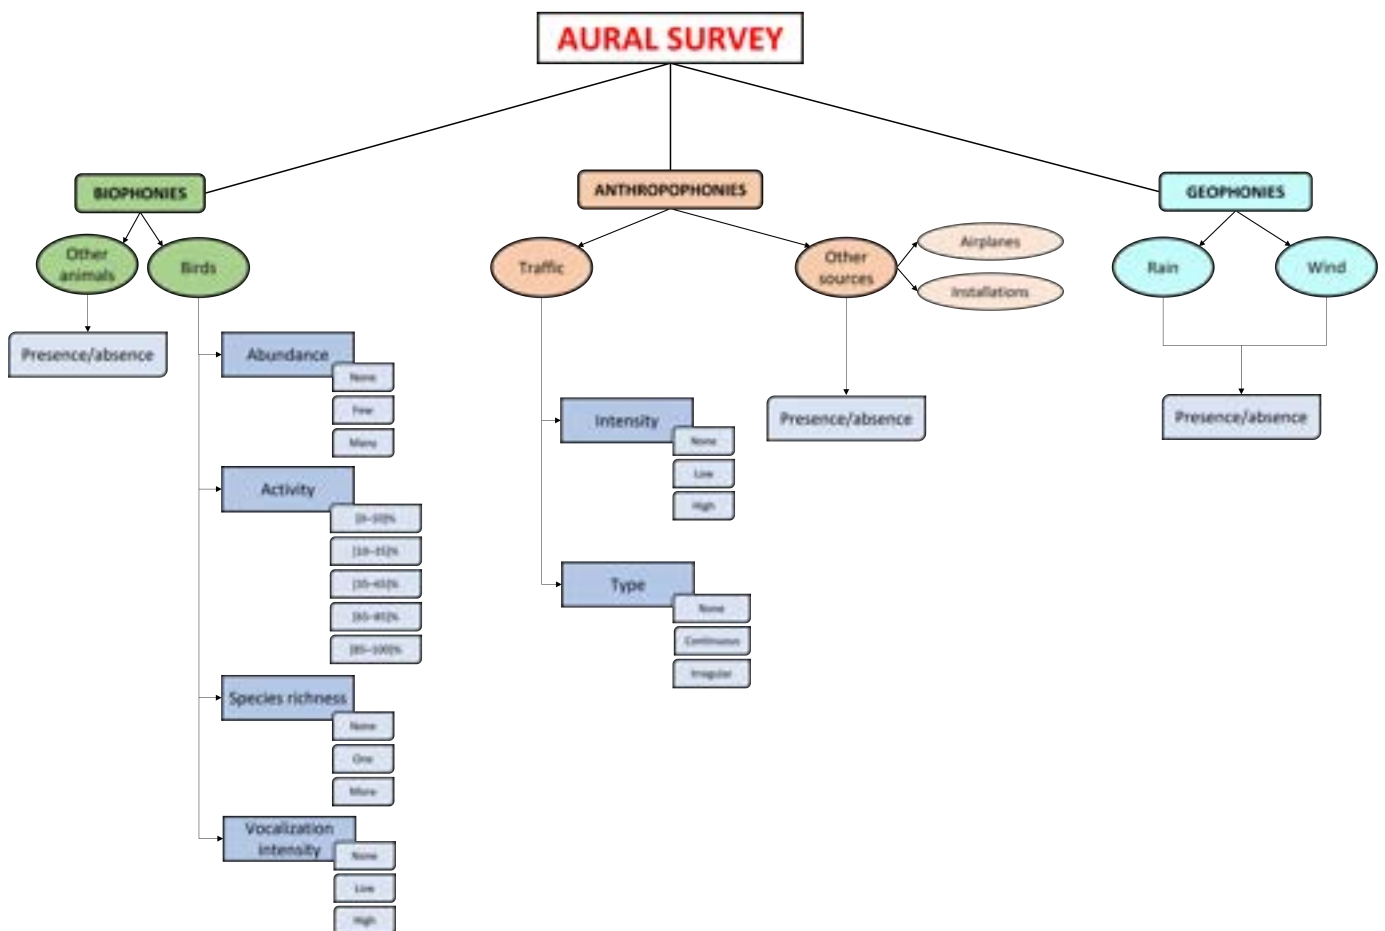 AURAL SURVEY
BIOPHONIES
ANTHROPOPHONIES
GEOPHONIES
Other
animals
Birds
Traffic
Other
sources
Airplanes
Installations
Rain
Wind
Presence/absence
Abundance
None
Few
Many
Activity
Species richness
None
One
More
Vocalization
intensity
None
Low
High
Intensity
None
Low
High
Type
None
Continuous
Irregular
Presence/absence
Presence/absence